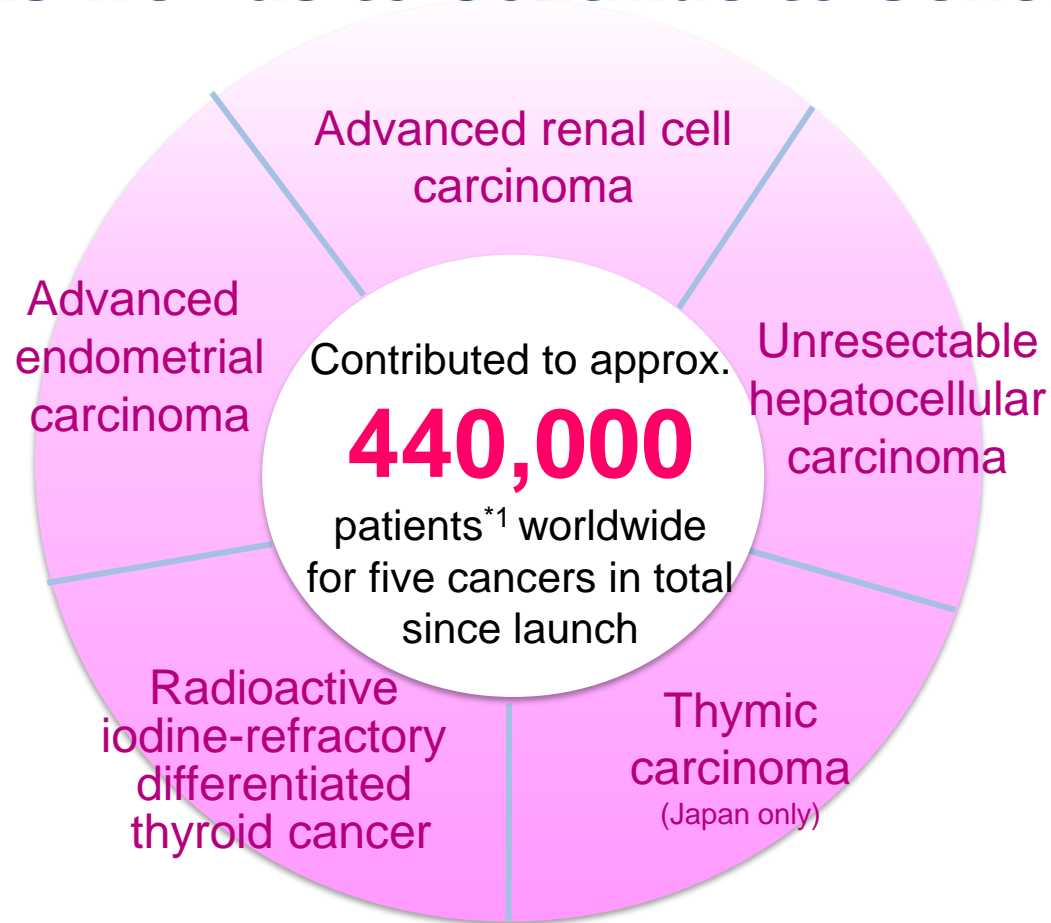 Advanced renal cell
carcinoma
Advanced
endometrial
carcinoma
Unresectable
hepatocellular
carcinoma
Contributed to approx.
440,000
patients*1 worldwide
for five cancers in total
since launch
Radioactive
iodine-refractory
differentiated
thyroid cancer
Thymic
carcinoma
(Japan only)